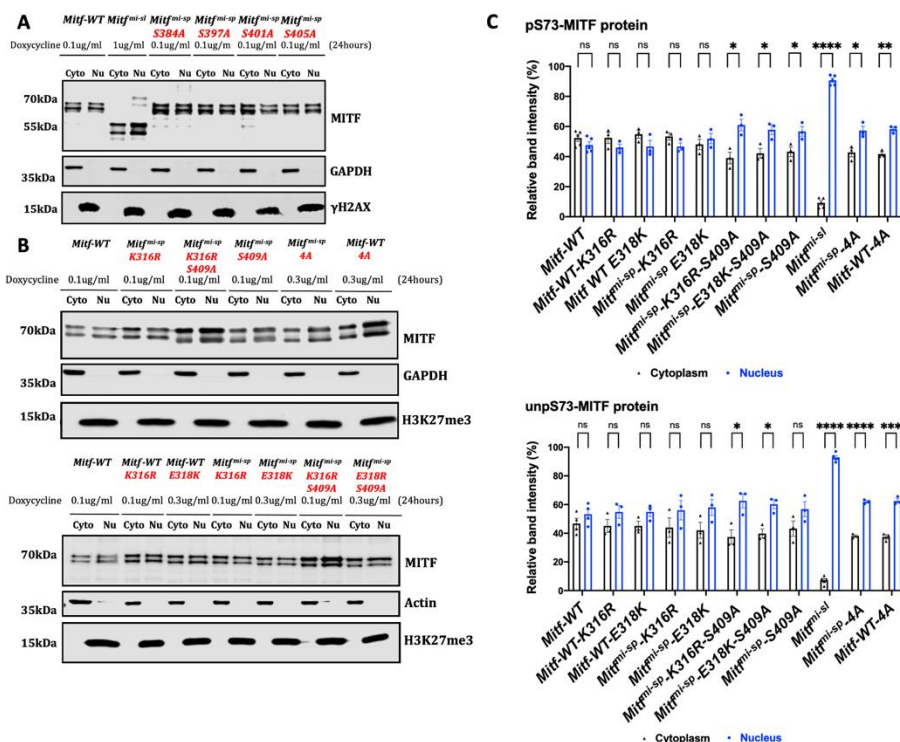 A
Mitf-WT Mitf^mi-sl Mitf^mi-sp Mitf^mi-sp Mitf^mi-sp Mitf^mi-sp
S384A S397A S401A S405A
Doxycycline 0.1ug/ml 1ug/ml 0.1ug/ml 0.1ug/m 0.1ug/ml 0.1ug/ml (24hours)
Cyto Nu Cyto Nu Cyto Nu Cyto Nu Cyto Nu Cyto Nu
70kDa
MITF
55kDa
GAPDH
35kDa
15kDa
γH2AX
B
Mitf-WT Mitf^mi-sp Mitf^mi-sp Mitf^mi-sp Mitf^mi-sp Mitf-WT
K316R K316R S409A 4A 4A
S409A
Doxycycline 0.1ug/ml 0.1ug/ml 0.1ug/ml 0.1ug/ml 0.3ug/ml 0.3ug/ml (24hours)
Cyto Nu Cyto Nu Cyto Nu Cyto Nu Cyto Nu Cyto Nu
70kDa
MITF
GAPDH
35kDa
15kDa
H3K27me3
Mitf-WT Mitf-WT Mitf-WT Mitf^mi-sp Mitf^mi-sp Mitf^mi-sp Mitf^mi-sp
K316R E318K K316R E318K K316R E318R
S409A S409A
Doxycycline 0.1ug/ml 0.1ug/ml 0.3ug/ml 0.1ug/ml 0.3ug/ml 0.1ug/ml 0.3ug/ml (24hours)
Cyto Nu Cyto Nu Cyto Nu Cyto Nu Cyto Nu Cyto Nu Cyto Nu
70kDa
MITF
Actin
35kDa
15kDa
H3K27me3
C
pS73-MITF protein
ns ns ns ns ns * * * **** * **
Relative band intensity (%)
100
80
60
40
20
0
Mitf-WT
Mitf-WT-K316R
Mitf WT E318K
Mitf^mi-sp-K316R
Mitf^mi-sp E318K
Mitf^mi-sp-K316R-S409A
Mitf^mi-sp-E318K-S409A
Mitf^mi-sp-S409A
Mitf^mi-sl
Mitf^mi-sp-4A
Mitf-WT-4A
Cytoplasm Nucleus
unpS73-MITF protein
ns ns ns ns ns * * ns **** **** ***
Relative band intensity (%)
100
80
60
40
20
0
Mitf-WT
Mitf-WT-K316R
Mitf-WT-E318K
Mitf^mi-sp-K316R
Mitf^mi-sp-E318K
Mitf^mi-sp-K316R-S409A
Mitf^mi-sp-E318K-S409A
Mitf^mi-sp-S409A
Mitf^mi-sl
Mitf^mi-sp-4A
Mitf-WT-4A
Cytoplasm Nucleus